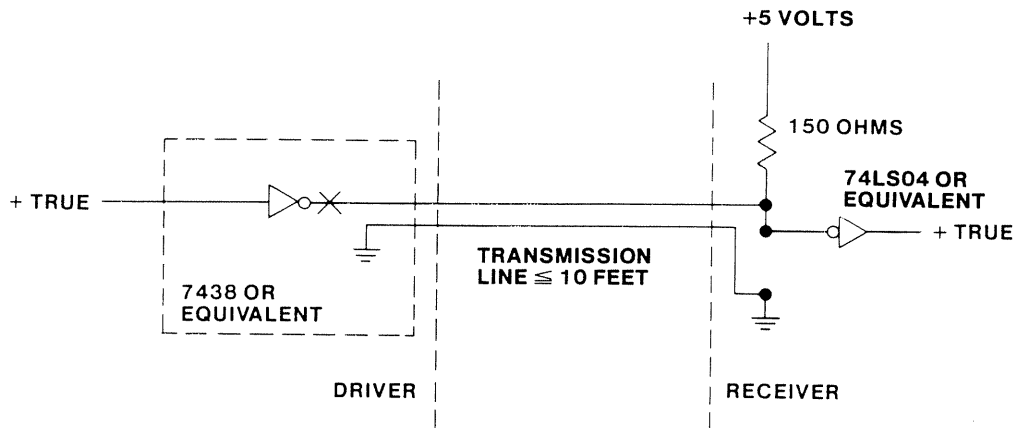 +5 VOLTS
150 OHMS
74LS04 OR
EQUIVALENT
+ TRUE
+ TRUE
TRANSMISSION
LINE ≦ 10 FEET
7438 OR
EQUIVALENT
DRIVER
RECEIVER